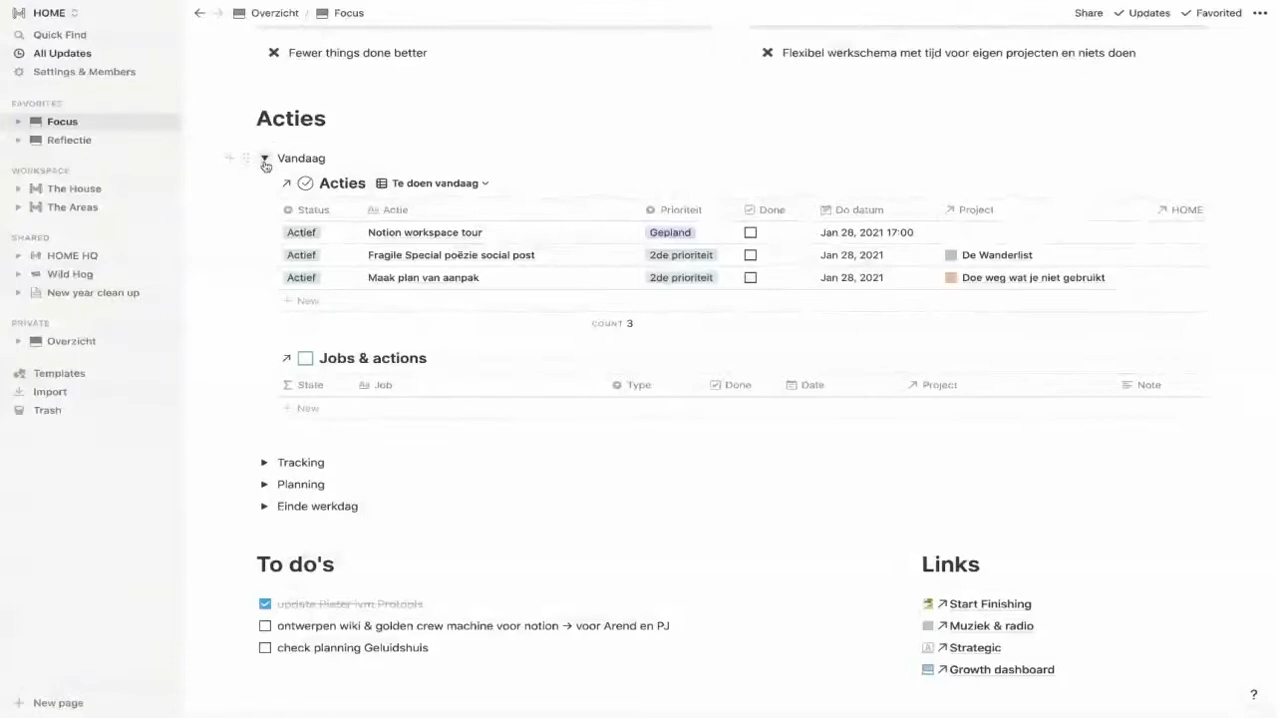 HOME
Overzicht / Focus
Share
Updates
Favorited
Quick Find
All Updates
Settings & Members
FAVORITES
Focus
Reflectie
WORKSPACE
The House
The Areas
SHARED
HOME HQ
Wild Hog
New year clean up
PRIVATE
Overzicht
Templates
Import
Trash
New page
Fewer things done better
Flexibel werkschema met tijd voor eigen projecten en niets doen
Acties
Vandaag
Acties Te doen vandaag
Status Actie Prioriteit Done Do datum Project HOME
Actief Notion workspace tour Gepland Jan 28, 2021 17:00
Actief Fragile Special poëzie social post 2de prioriteit Jan 28, 2021 De Wanderlist
Actief Maak plan van aanpak 2de prioriteit Jan 28, 2021 Doe weg wat je niet gebruikt
+ New
COUNT 3
Jobs & actions
State Job Type Done Date Project Note
+ New
Tracking
Planning
Einde werkdag
To do's
update Pieter ivm Protools
ontwerpen wiki & golden crew machine voor notion → voor Arend en PJ
check planning Geluidshuis
Links
Start Finishing
Muziek & radio
Strategic
Growth dashboard
?